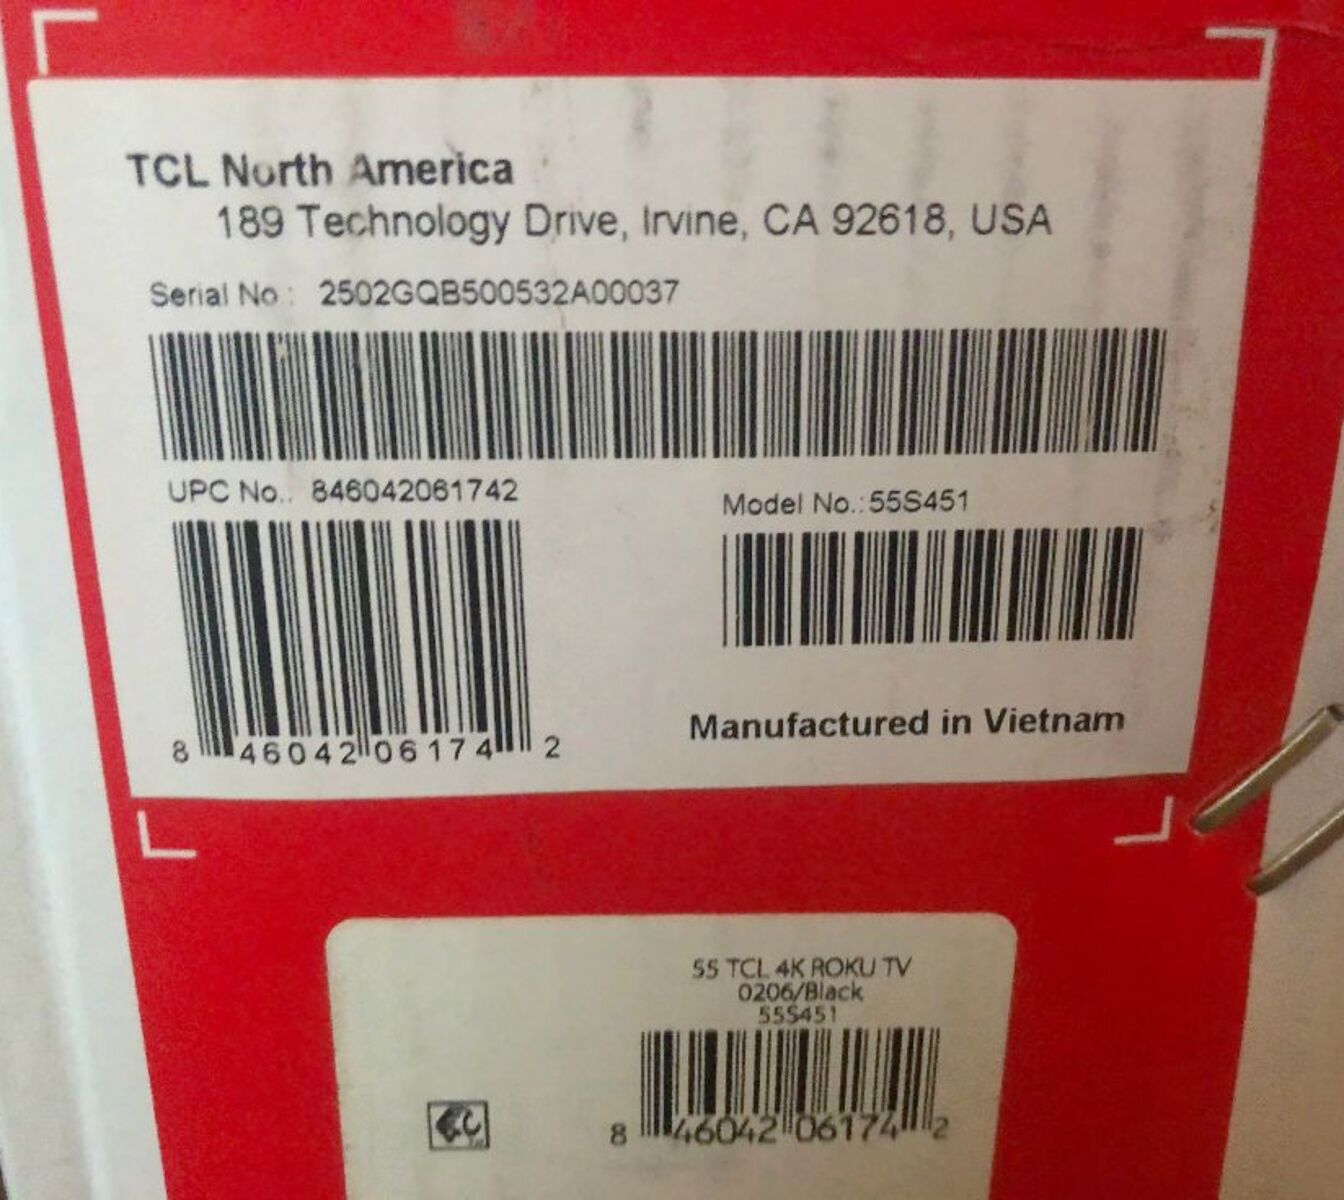 TCL North America
189 Technology Drive, Irvine, CA 92618, USA
Serial No.: 2502GQB500532A00037
UPC No.: 846042061742
Model No.:55S451
8 46042 06174 2
Manufactured in Vietnam
55 TCL 4K ROKU TV
0206/Black
55S451
8 46042 06174 2